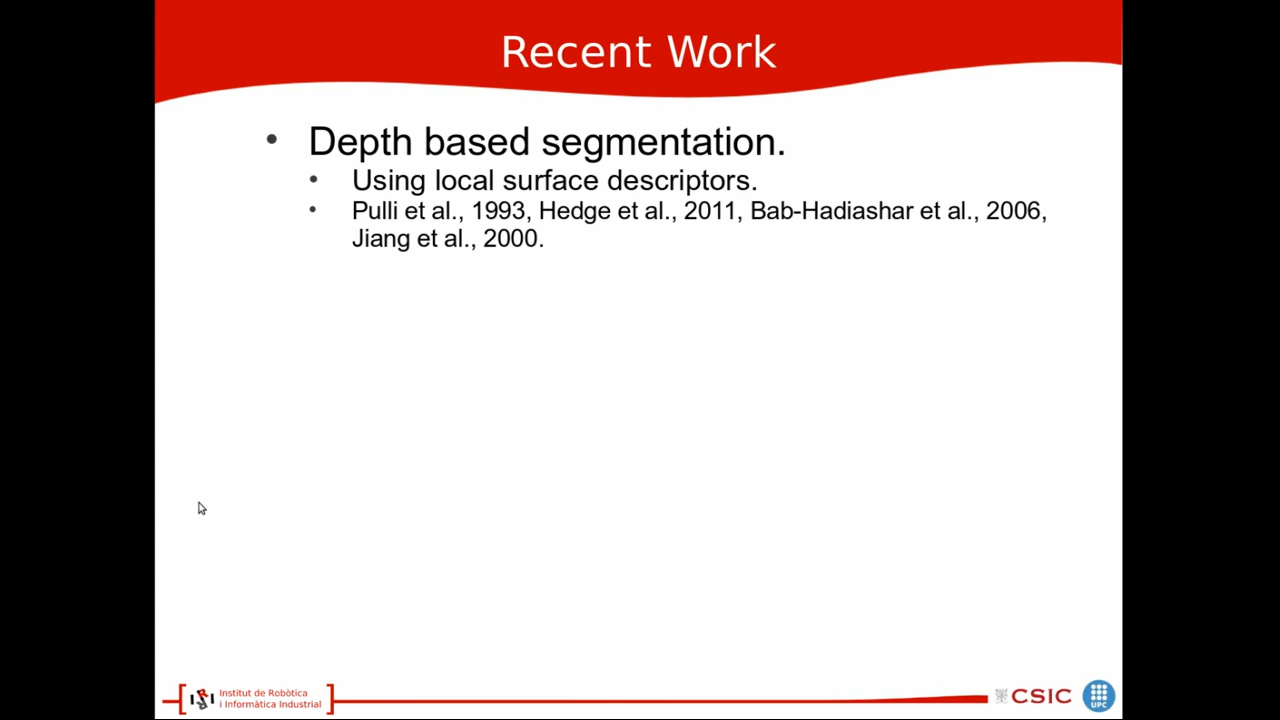 Recent Work
• Depth based segmentation.
• Using local surface descriptors.
• Pulli et al., 1993, Hedge et al., 2011, Bab-Hadiashar et al., 2006,
Jiang et al., 2000.
IRI
Institut de Robòtica
i Informàtica Industrial
CSIC
UPC